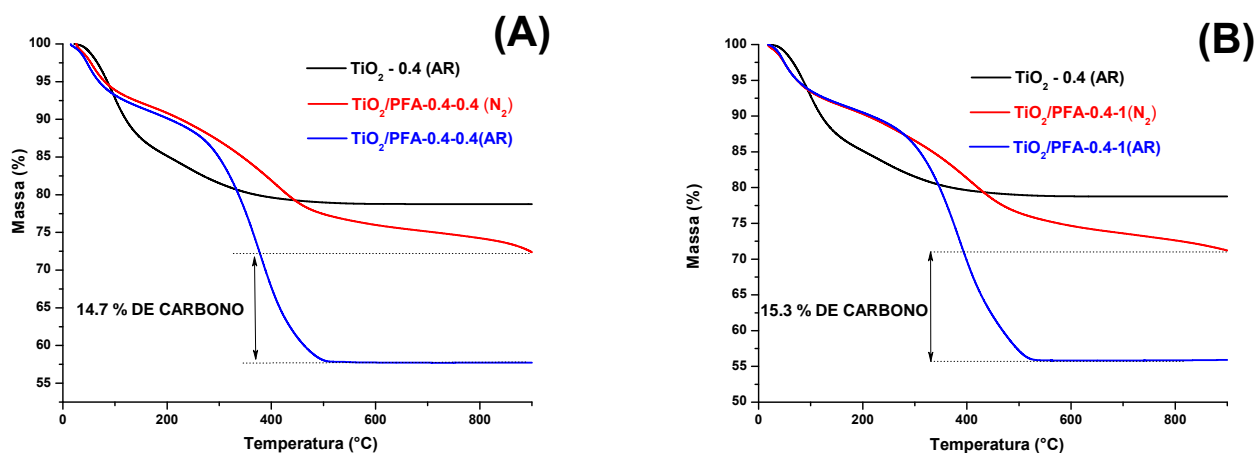 (A)
TiO2 - 0.4 (AR)
TiO2/PFA-0.4-0.4 (N2)
TiO2/PFA-0.4-0.4(AR)
Massa (%)
100
95
90
85
80
75
70
65
60
55
14.7 % DE CARBONO
0
200
400
600
800
Temperatura (°C)
(B)
TiO2 - 0.4 (AR)
TiO2/PFA-0.4-1(N2)
TiO2/PFA-0.4-1(AR)
Massa (%)
100
95
90
85
80
75
70
65
60
55
50
15.3 % DE CARBONO
0
200
400
600
800
Temperatura (°C)